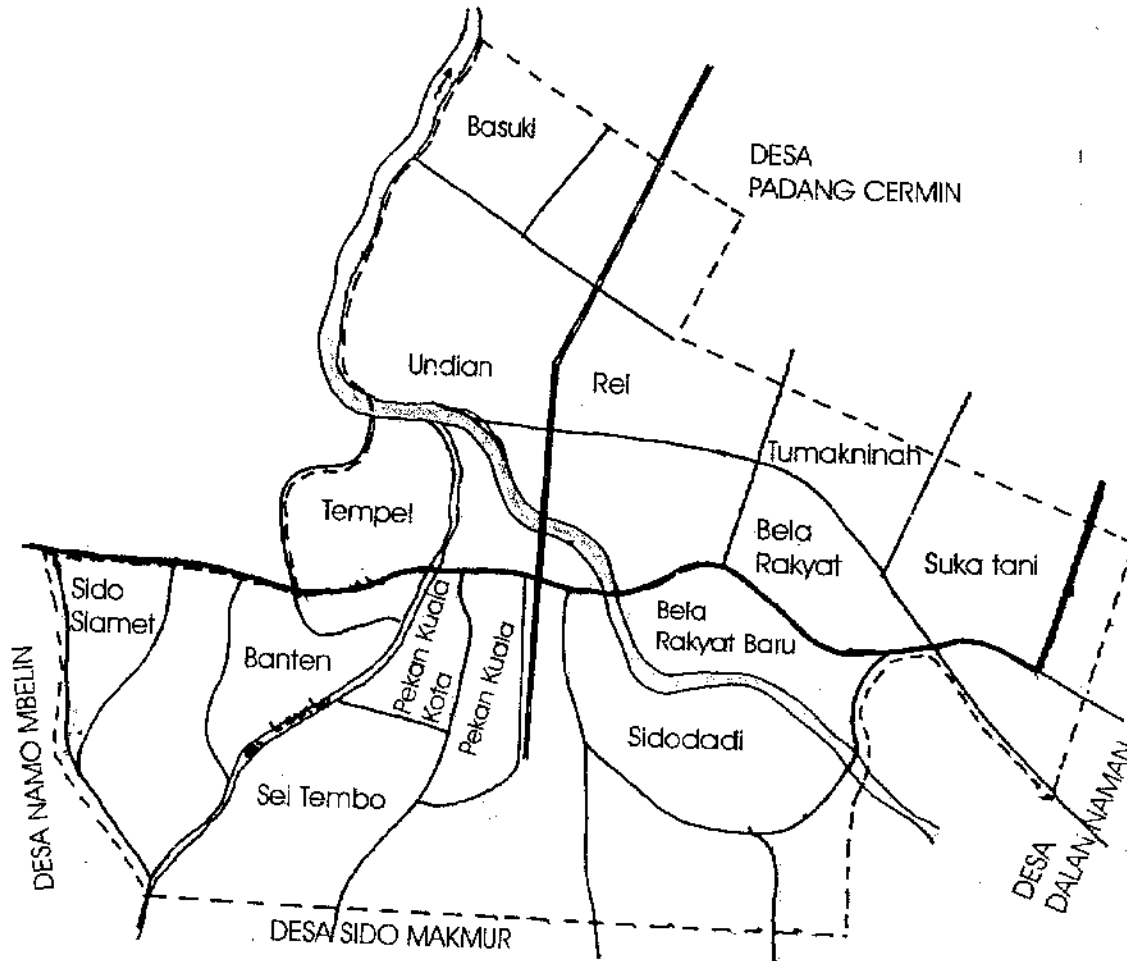 Basuki
DESA
PADANG CERMIN
Undian
Rei
Tumakninah
Tempel
Bela
Rakyat
Suka tani
Sido
Slamet
Bela
Rakyat Baru
Banten
Pekan Kuala
Kota
Pekan Kuala
Sidodadi
Sei Tembo
DESA NAMO MBELIN
DESA
DALAN NAMAN
DESA SIDO MAKMUR